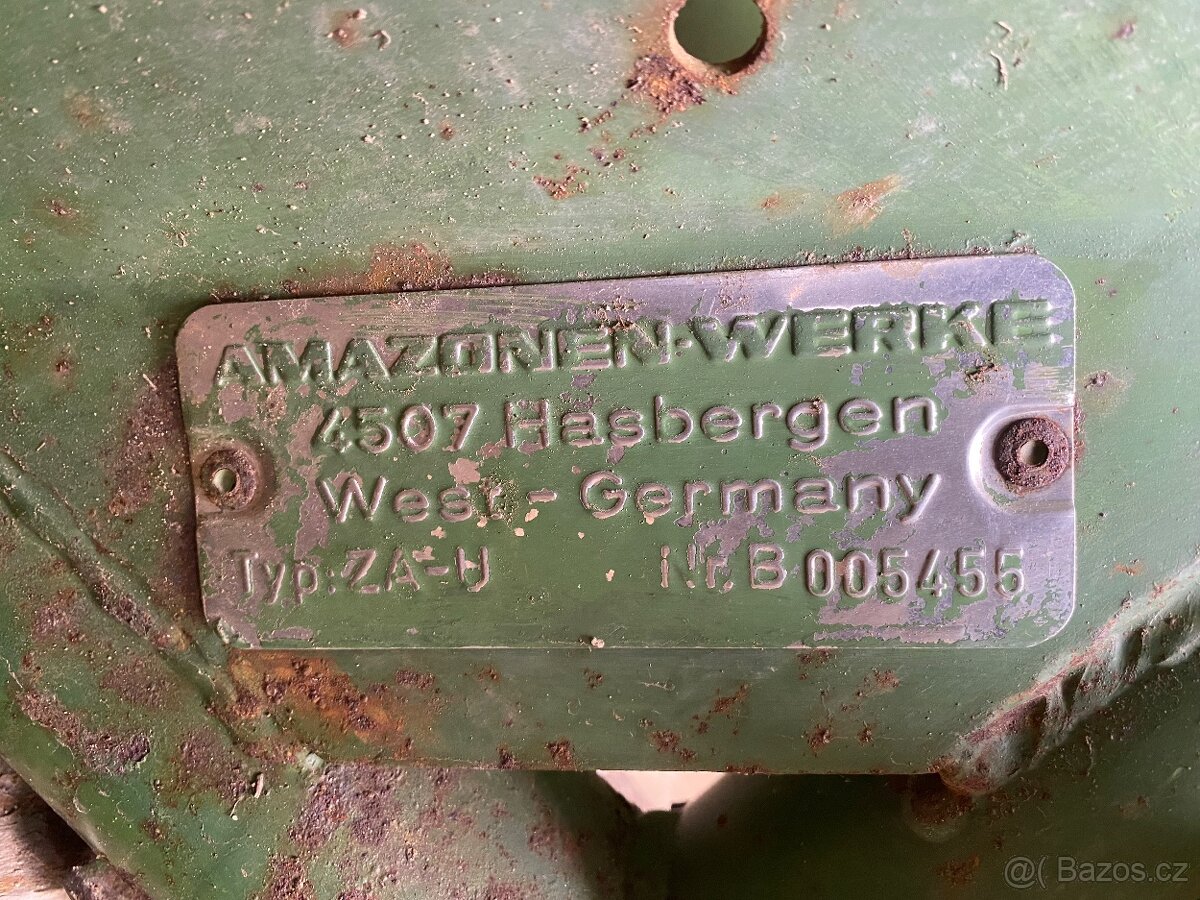 AMAZONEN-WERKE
4507 Hasbergen
West-Germany
Typ: ZA-U Nr. B 005455
@( Bazos.cz